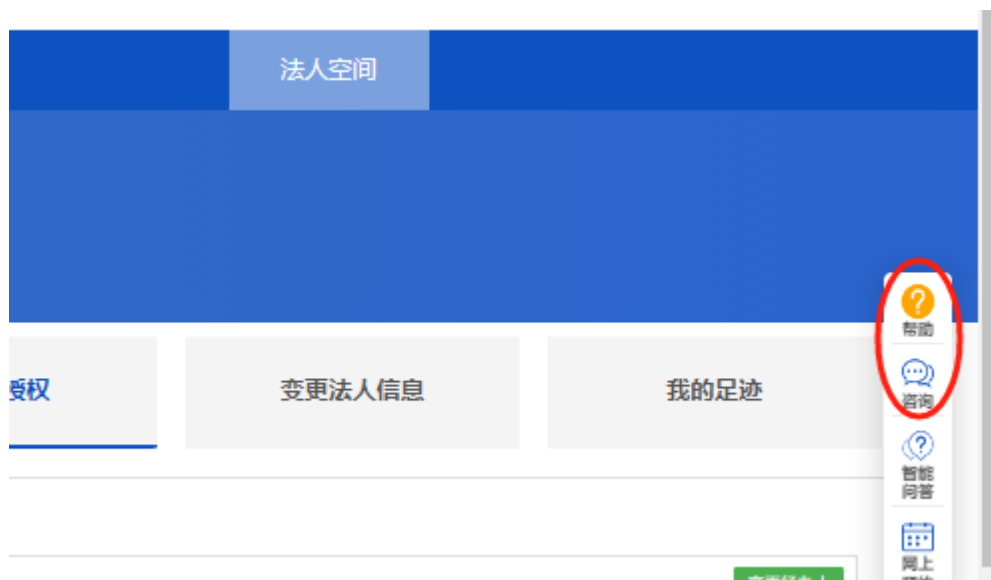 法人空间
帮助
授权
变更法人信息
我的足迹
咨询
智能
问答
网上